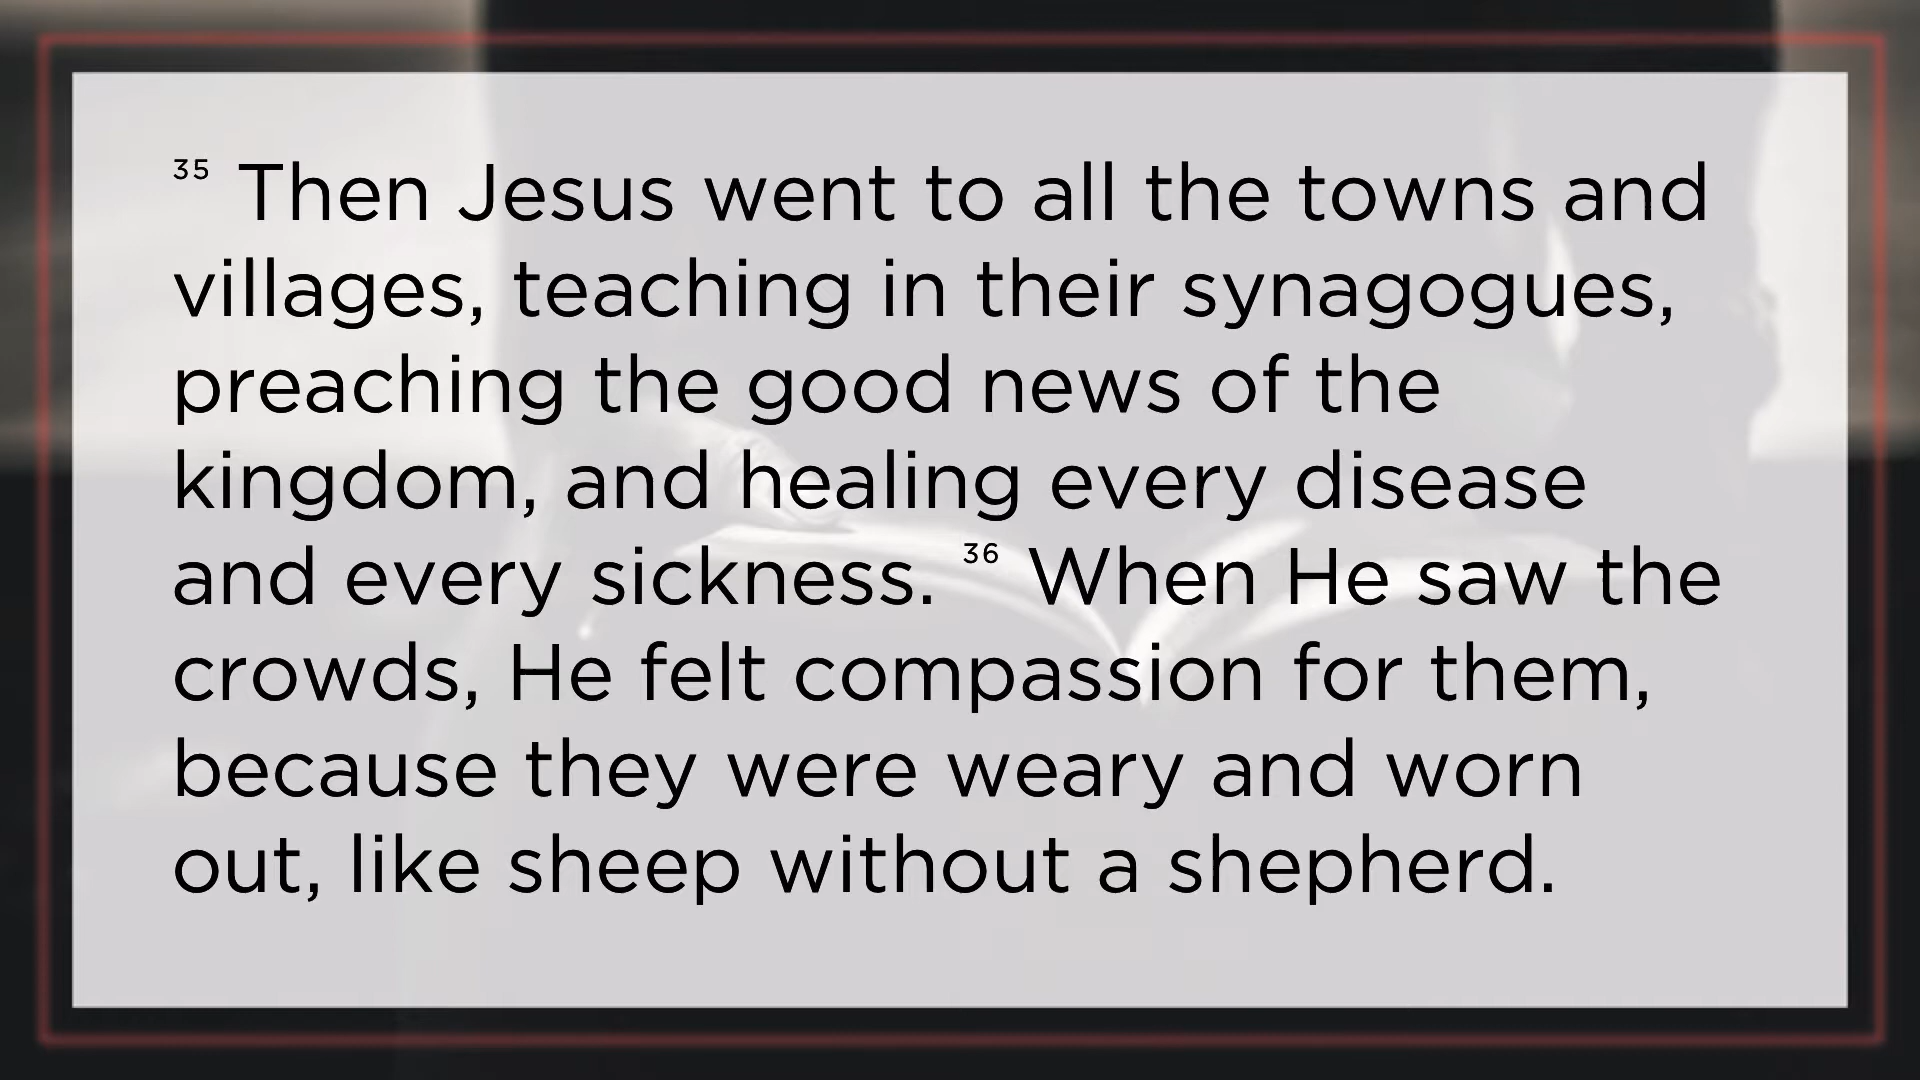 35 Then Jesus went to all the towns and
villages, teaching in their synagogues,
preaching the good news of the
kingdom, and healing every disease
and every sickness. 36 When He saw the
crowds, He felt compassion for them,
because they were weary and worn
out, like sheep without a shepherd.